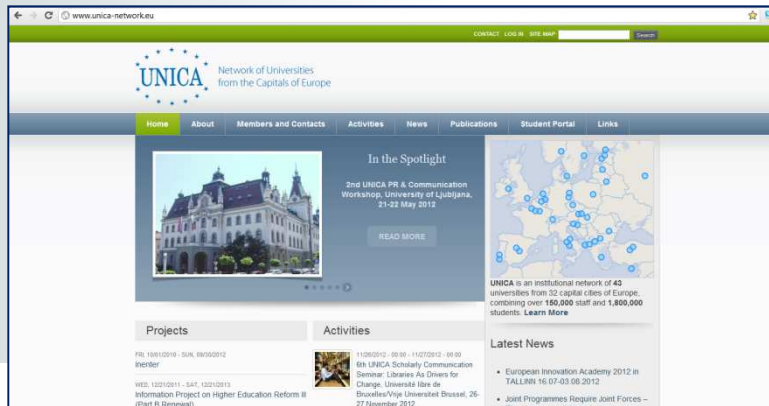 www.unica-network.eu
CONTACT LOG IN SITE MAP Search
UNICA
Network of Universities
from the Capitals of Europe
Home About Members and Contacts Activities News Publications Student Portal Links
In the Spotlight
2nd UNICA PR & Communication
Workshop, University of Ljubljana,
21-22 May 2012
READ MORE
UNICA is an institutional network of 43
universities from 32 capital cities of Europe,
combining over 150,000 staff and 1,800,000
students. Learn More
Projects
FRI, 10/01/2010 - SUN, 09/30/2012
Inenter
WED, 12/21/2011 - SAT, 12/21/2013
Information Project on Higher Education Reform II
(Part B Renewal)
Activities
11/26/2012 - 00:00 - 11/27/2012 - 00:00
6th UNICA Scholarly Communication
Seminar: Libraries As Drivers for
Change, Université libre de
Bruxelles/Vrije Universiteit Brussel, 26-
27 November 2012
Latest News
European Innovation Academy 2012 in
TALLINN 16.07-03.08.2012
Joint Programmes Require Joint Forces –